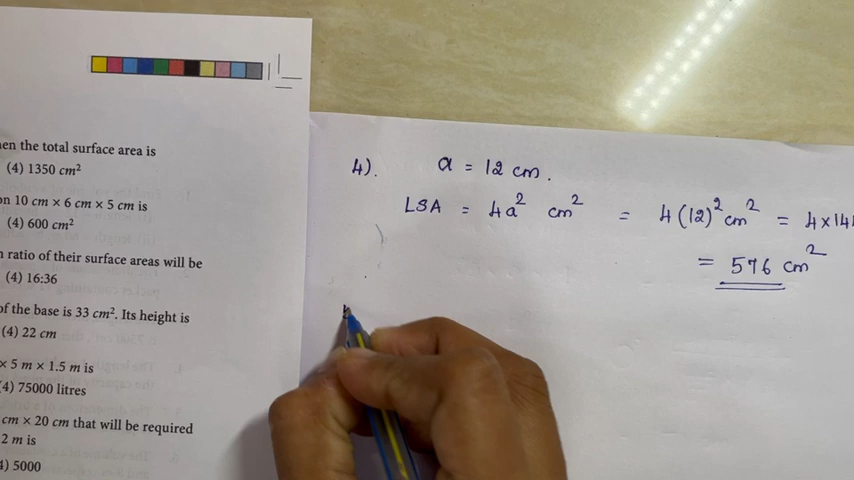 en the total surface area is
(4) 1350 cm²
on 10 cm × 6 cm × 5 cm is
(4) 600 cm²
ratio of their surface areas will be
(4) 16:36
of the base is 33 cm². Its height is
(4) 22 cm
× 5 m × 1.5 m is
4) 75000 litres
cm × 20 cm that will be required
2 m is
4) 5000
4). a = 12 cm.
LSA = 4a² cm² = 4(12)² cm² = 4×14
= 576 cm²